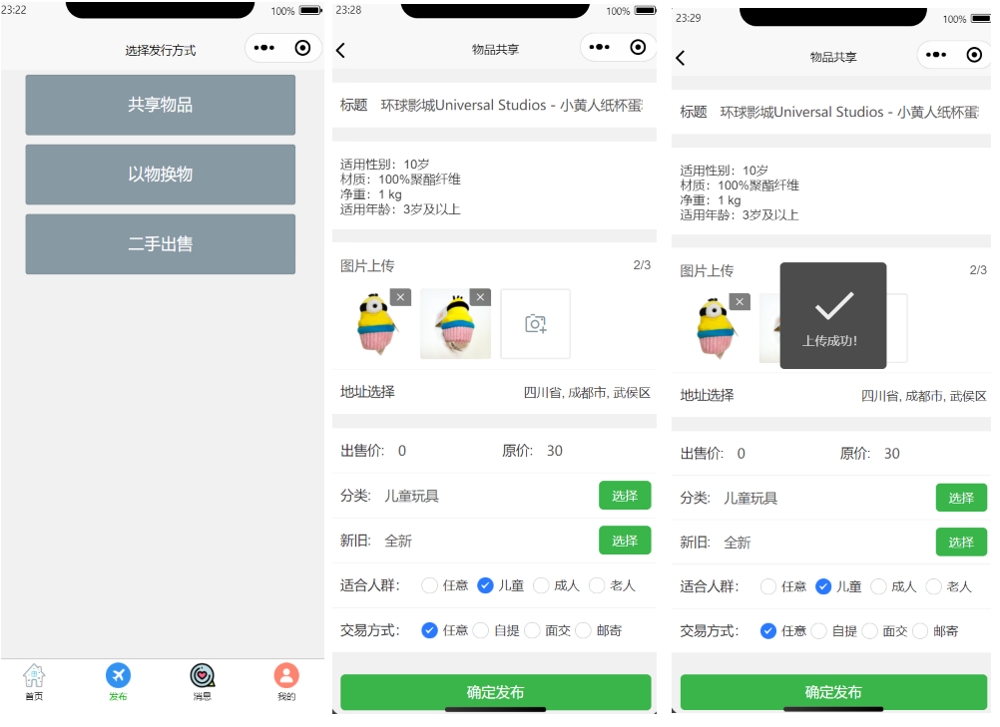 23:22
100%
选择发行方式
共享物品
以物换物
二手出售
首页
发布
消息
我的
23:28
100%
物品共享
标题 环球影城Universal Studios - 小黄人纸杯蛋
适用性别：10岁
材质：100%聚酯纤维
净重：1 kg
适用年龄：3岁及以上
图片上传 2/3
地址选择 四川省, 成都市, 武侯区
出售价: 0 原价: 30
分类: 儿童玩具 选择
新旧: 全新 选择
适合人群: 任意 儿童 成人 老人
交易方式: 任意 自提 面交 邮寄
确定发布
23:29
100%
物品共享
标题 环球影城Universal Studios - 小黄人纸杯蛋
适用性别：10岁
材质：100%聚酯纤维
净重：1 kg
适用年龄：3岁及以上
图片上传 2/3
上传成功!
地址选择 四川省, 成都市, 武侯区
出售价: 0 原价: 30
分类: 儿童玩具 选择
新旧: 全新 选择
适合人群: 任意 儿童 成人 老人
交易方式: 任意 自提 面交 邮寄
确定发布